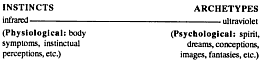 INSTINCTS ARCHETYPES
infrared ultraviolet
(Physiological: body (Psychological: spirit,
symptoms, instinctual dreams, conceptions,
perceptions, etc.) images, fantasies, etc.)